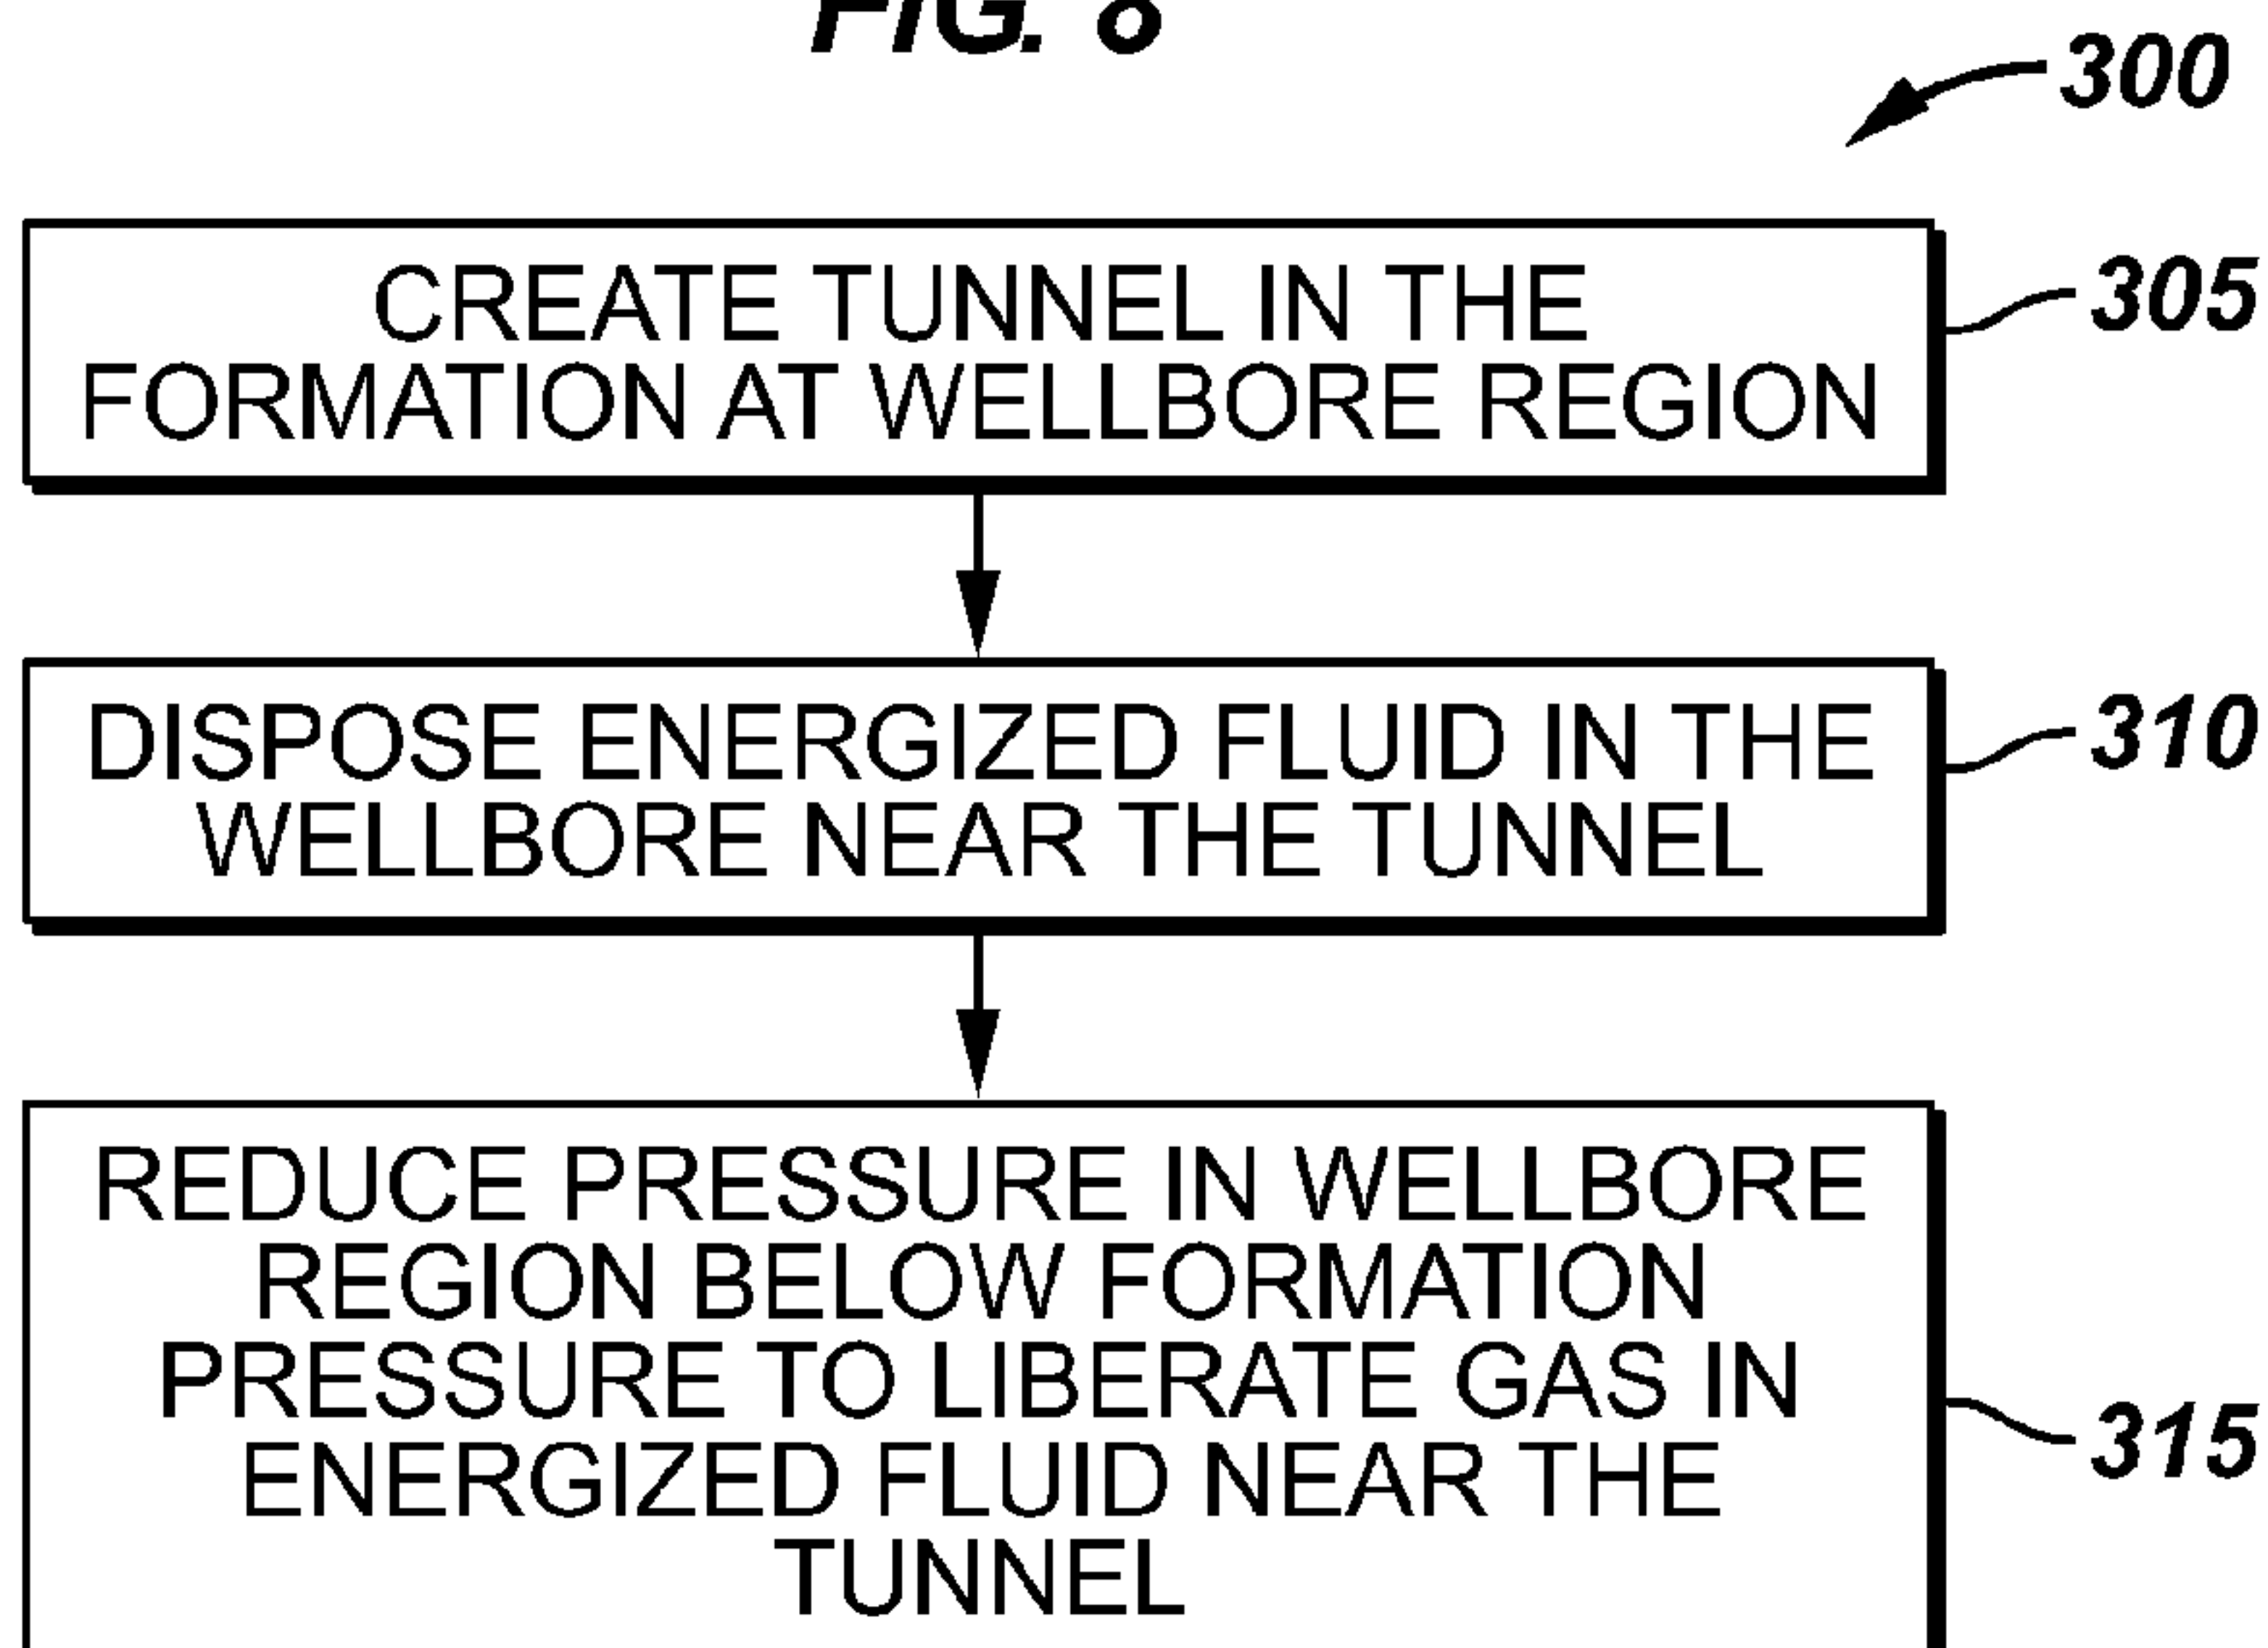 FIG. 8
300
CREATE TUNNEL IN THE
FORMATION AT WELLBORE REGION
305
DISPOSE ENERGIZED FLUID IN THE
WELLBORE NEAR THE TUNNEL
310
REDUCE PRESSURE IN WELLBORE
REGION BELOW FORMATION
PRESSURE TO LIBERATE GAS IN
ENERGIZED FLUID NEAR THE
TUNNEL
315